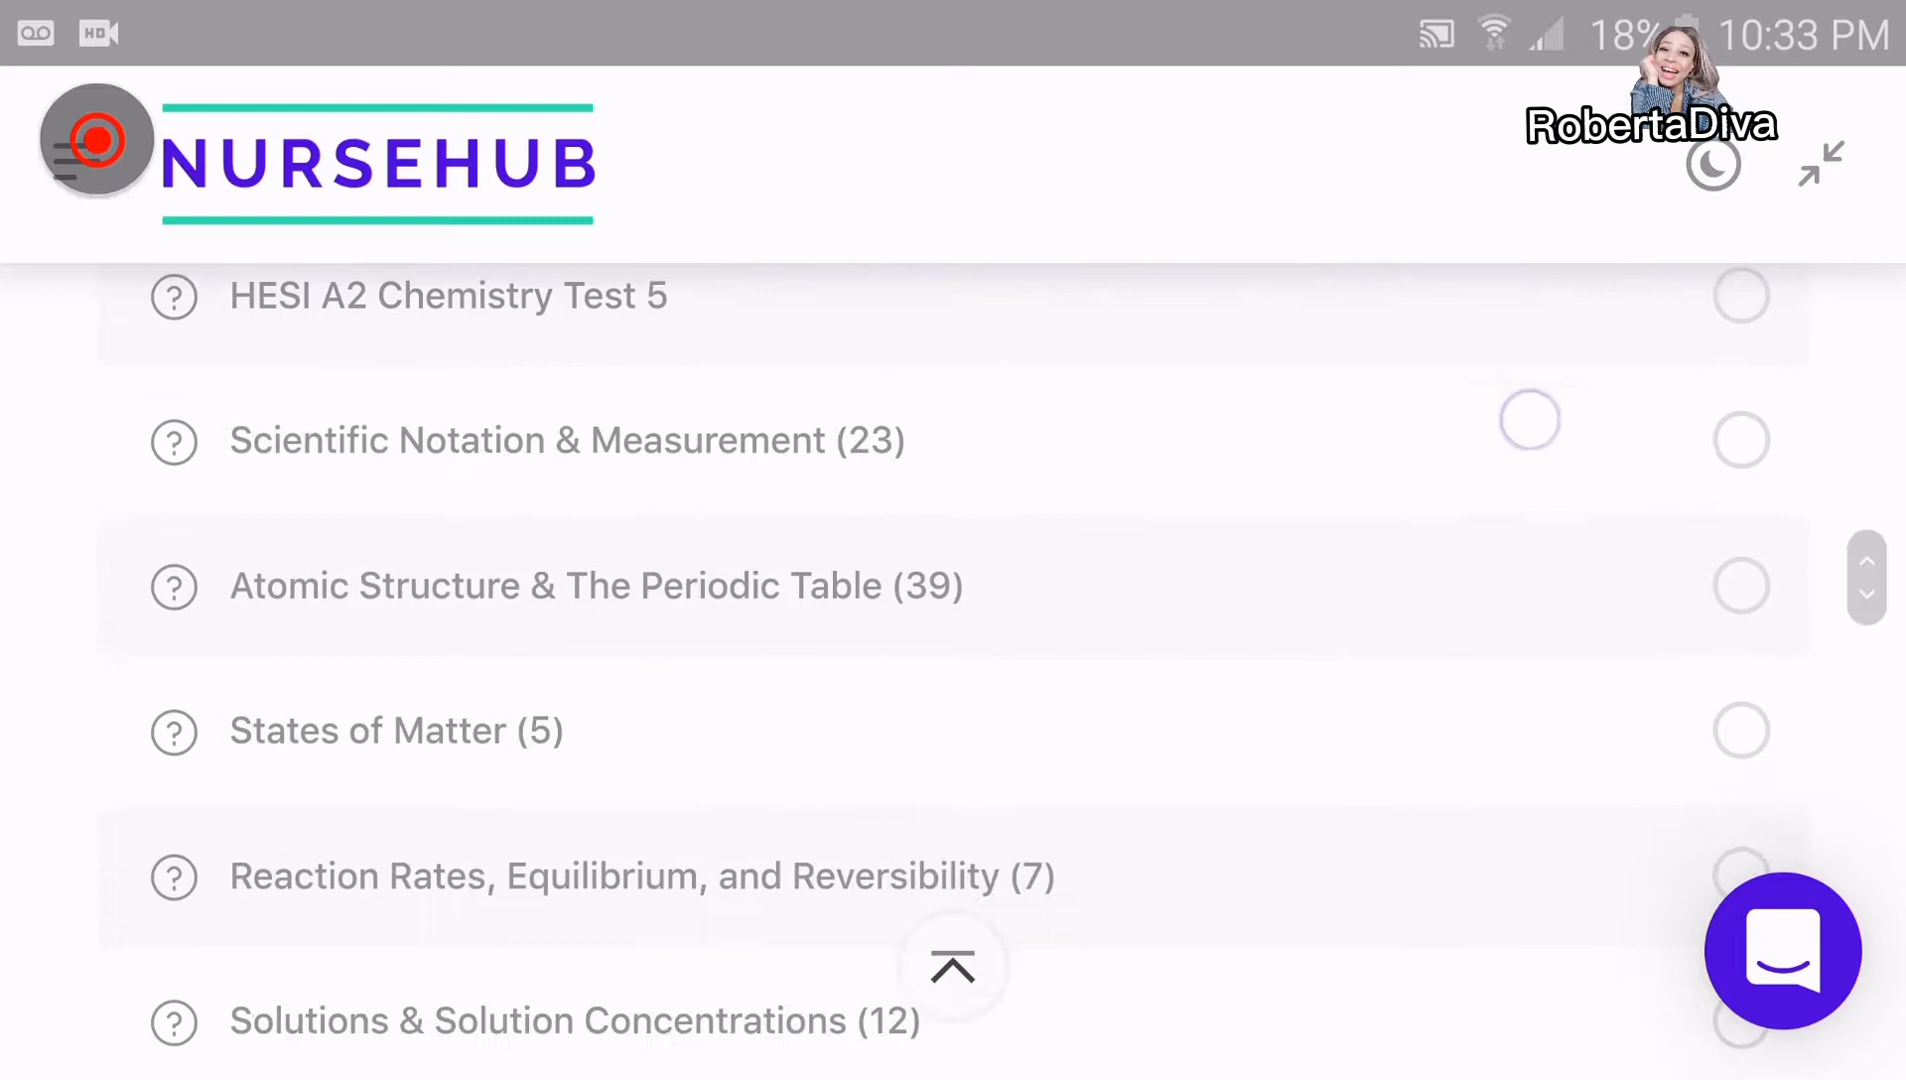 HD
18%
10:33 PM
RobertaDiva
NURSEHUB
HESI A2 Chemistry Test 5
Scientific Notation & Measurement (23)
Atomic Structure & The Periodic Table (39)
States of Matter (5)
Reaction Rates, Equilibrium, and Reversibility (7)
Solutions & Solution Concentrations (12)